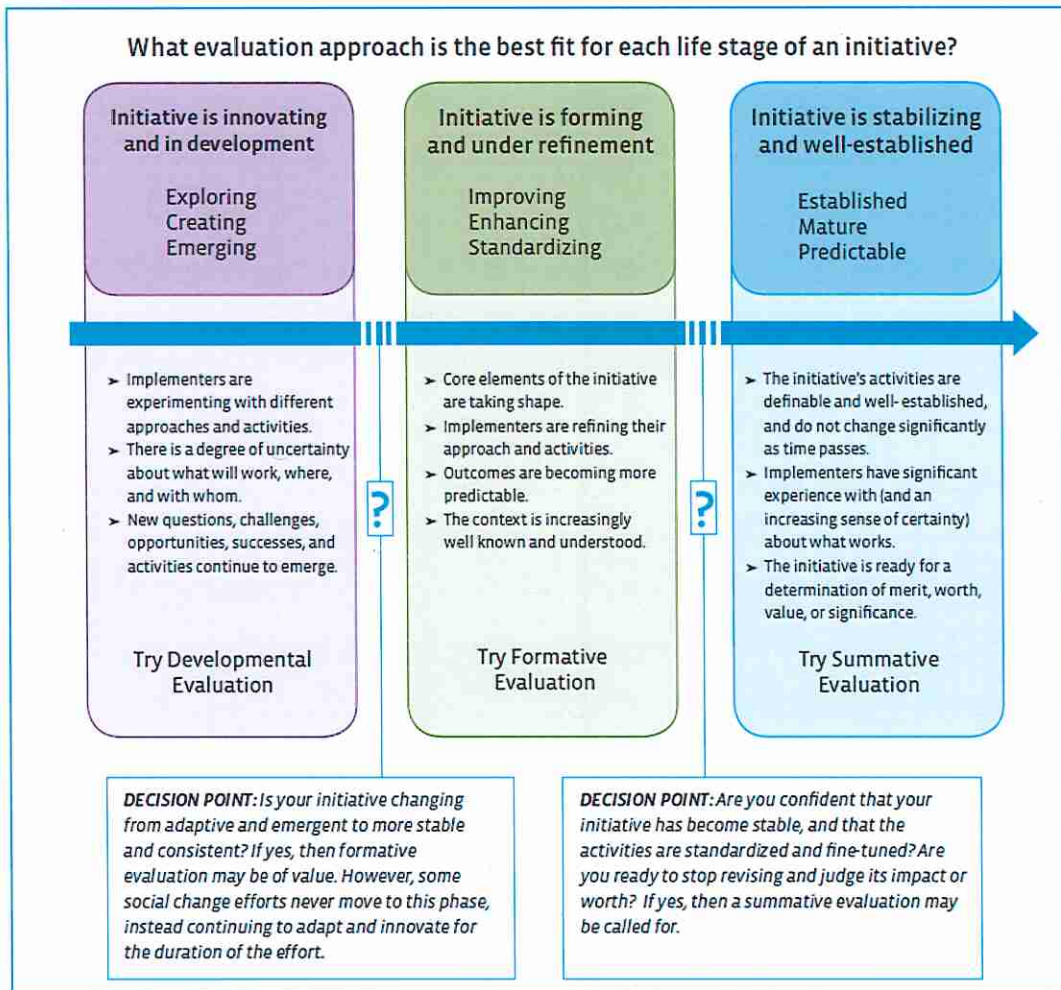 What evaluation approach is the best fit for each life stage of an initiative?
Initiative is innovating
and in development
Exploring
Creating
Emerging
➤ Implementers are
experimenting with different
approaches and activities.
➤ There is a degree of uncertainty
about what will work, where,
and with whom.
➤ New questions, challenges,
opportunities, successes, and
activities continue to emerge.
Try Developmental
Evaluation
?
Initiative is forming
and under refinement
Improving
Enhancing
Standardizing
➤ Core elements of the initiative
are taking shape.
➤ Implementers are refining their
approach and activities.
➤ Outcomes are becoming more
predictable.
➤ The context is increasingly
well known and understood.
Try Formative
Evaluation
?
Initiative is stabilizing
and well-established
Established
Mature
Predictable
➤ The initiative's activities are
definable and well- established,
and do not change significantly
as time passes.
➤ Implementers have significant
experience with (and an
increasing sense of certainty)
about what works.
➤ The initiative is ready for a
determination of merit, worth,
value, or significance.
Try Summative
Evaluation
DECISION POINT: Is your initiative changing
from adaptive and emergent to more stable
and consistent? If yes, then formative
evaluation may be of value. However, some
social change efforts never move to this phase,
instead continuing to adapt and innovate for
the duration of the effort.
DECISION POINT: Are you confident that your
initiative has become stable, and that the
activities are standardized and fine-tuned? Are
you ready to stop revising and judge its impact or
worth? If yes, then a summative evaluation may
be called for.